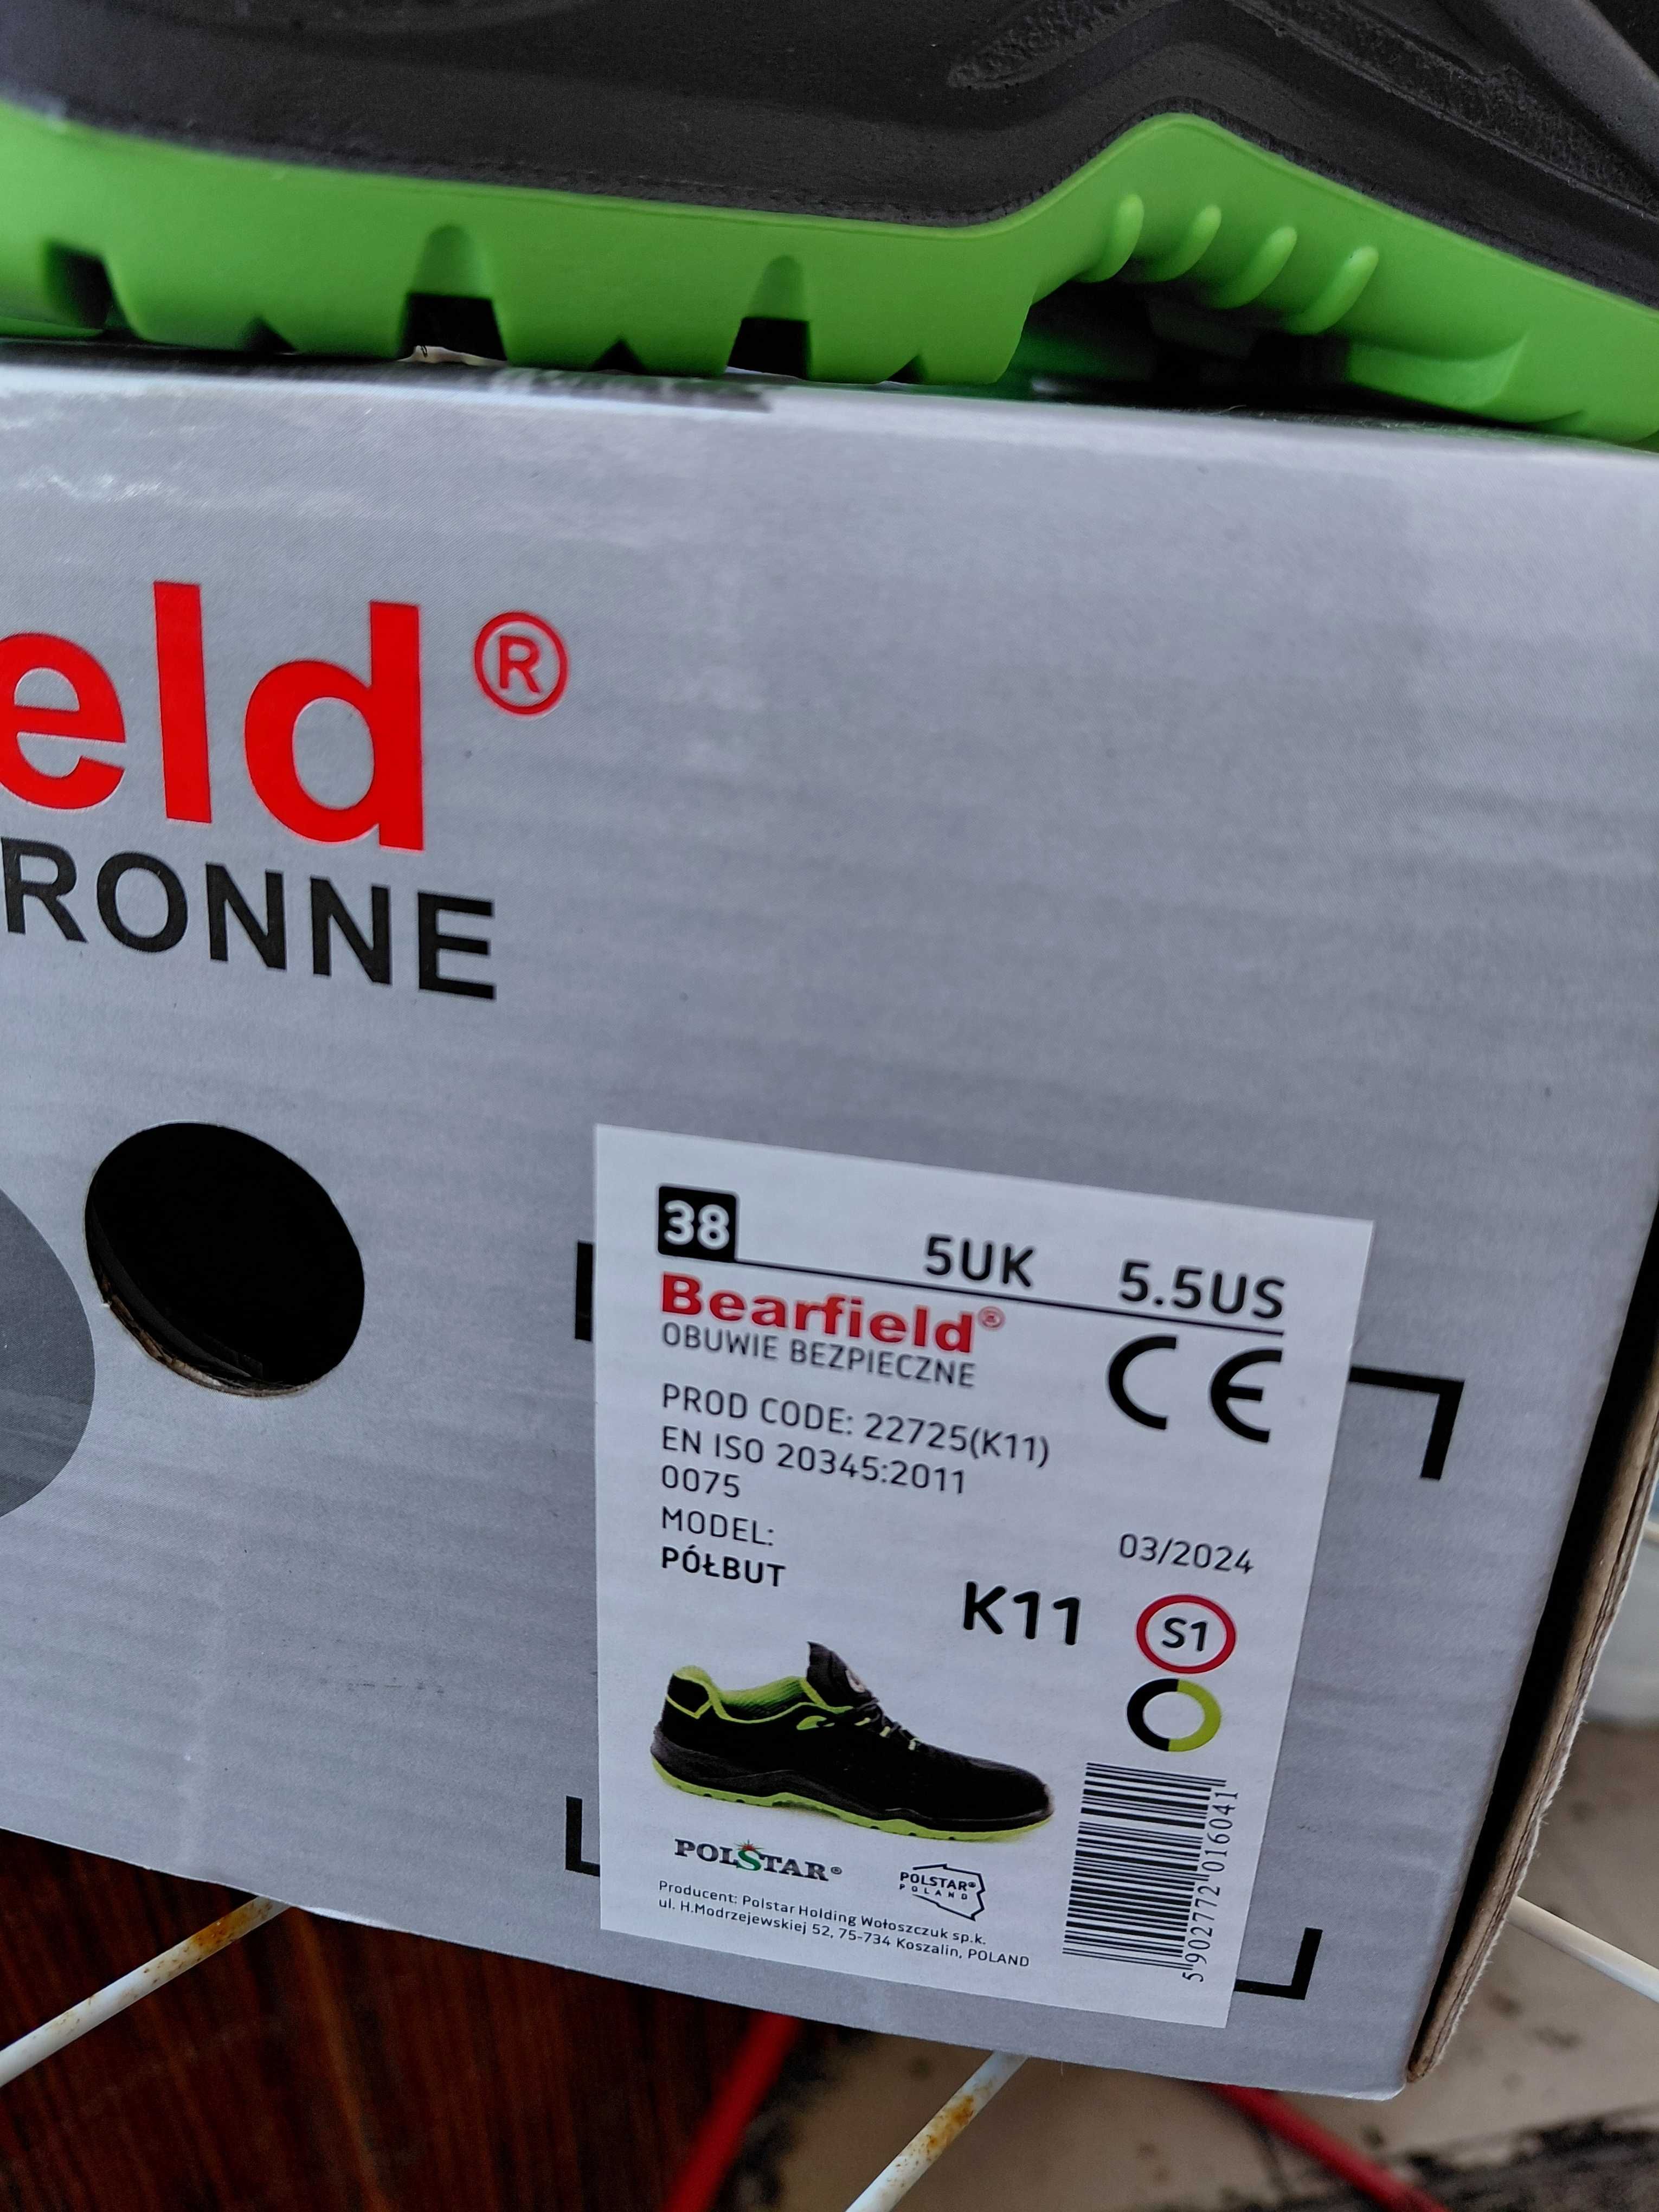 eld®
RONNE
38 5UK 5.5US
Bearfield®
OBUWIE BEZPIECZNE
CE
PROD CODE: 22725(K11)
EN ISO 20345:2011
0075
MODEL:
PÓŁBUT
03/2024
K11 S1
POLSTAR®
POLSTAR®
POLAND
Producent: Polstar Holding Wołoszczuk sp.k.
ul. H.Modrzejewskiej 52, 75-734 Koszalin, POLAND
5 902772 016041